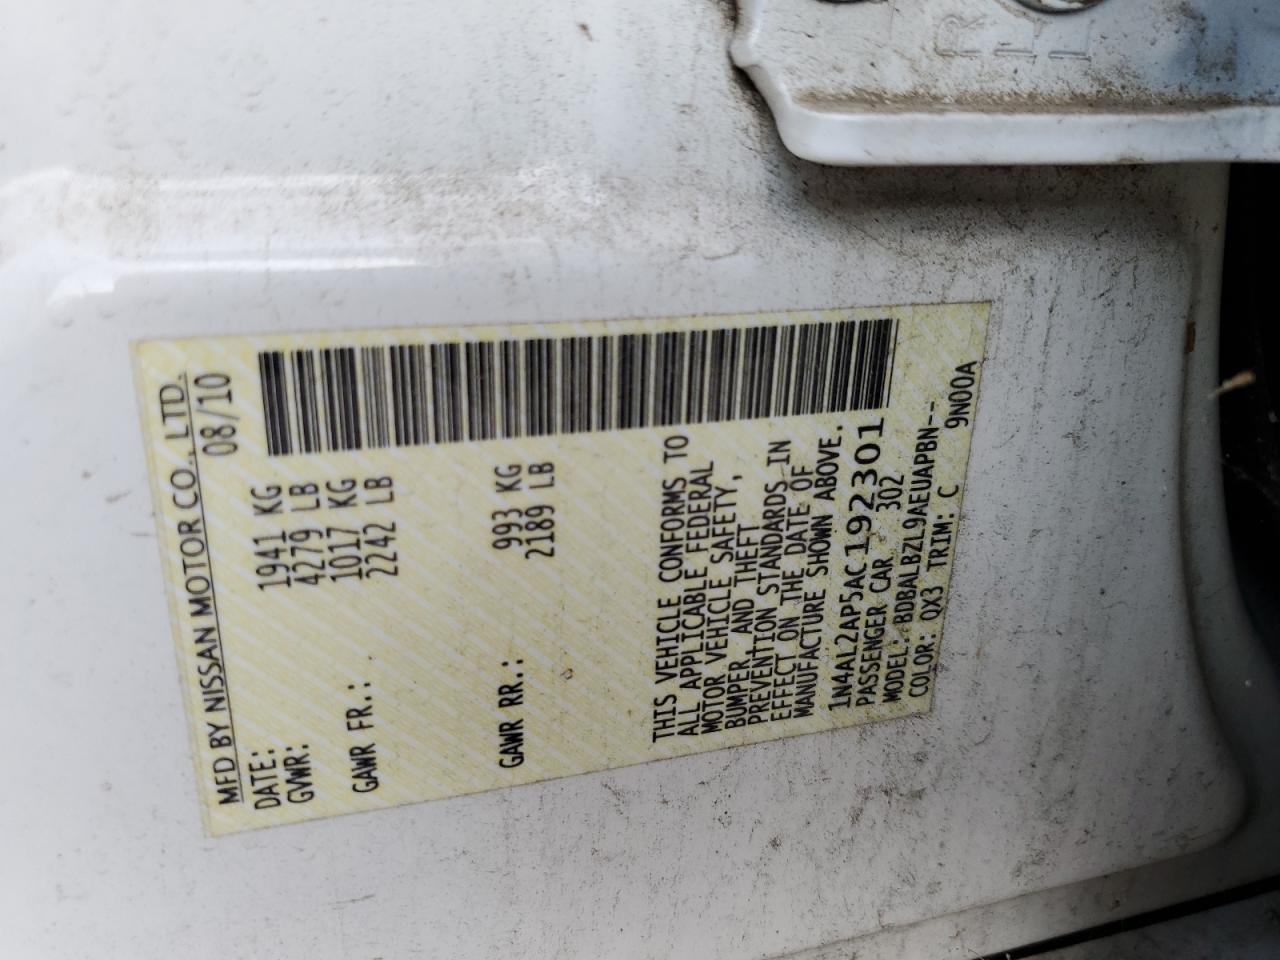 MFD BY NISSAN MOTOR CO., LTD.
DATE: 08/10
GVWR: 1941 KG
4279 LB
GAWR FR.: 1017 KG
2242 LB
GAWR RR.: 993 KG
2189 LB
THIS VEHICLE CONFORMS TO
ALL APPLICABLE FEDERAL
MOTOR VEHICLE SAFETY,
BUMPER, AND THEFT
PREVENTION STANDARDS IN
EFFECT ON THE DATE OF
MANUFACTURE SHOWN ABOVE.
1N4AL2AP5AC192301
PASSENGER CAR 302
MODEL: BDBALBZL9AEUAPBN--
COLOR: QX3 TRIM: C 9N00A